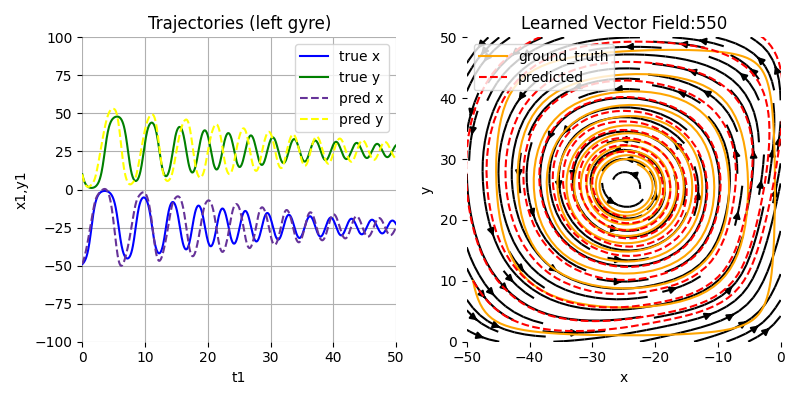 Trajectories (left gyre)
100
75
50
25
0
−25
−50
−75
−100
x1,y1
0
10
20
30
40
50
t1
true x
true y
pred x
pred y
Learned Vector Field:550
50
40
30
20
10
0
y
−50
−40
−30
−20
−10
0
x
ground_truth
predicted